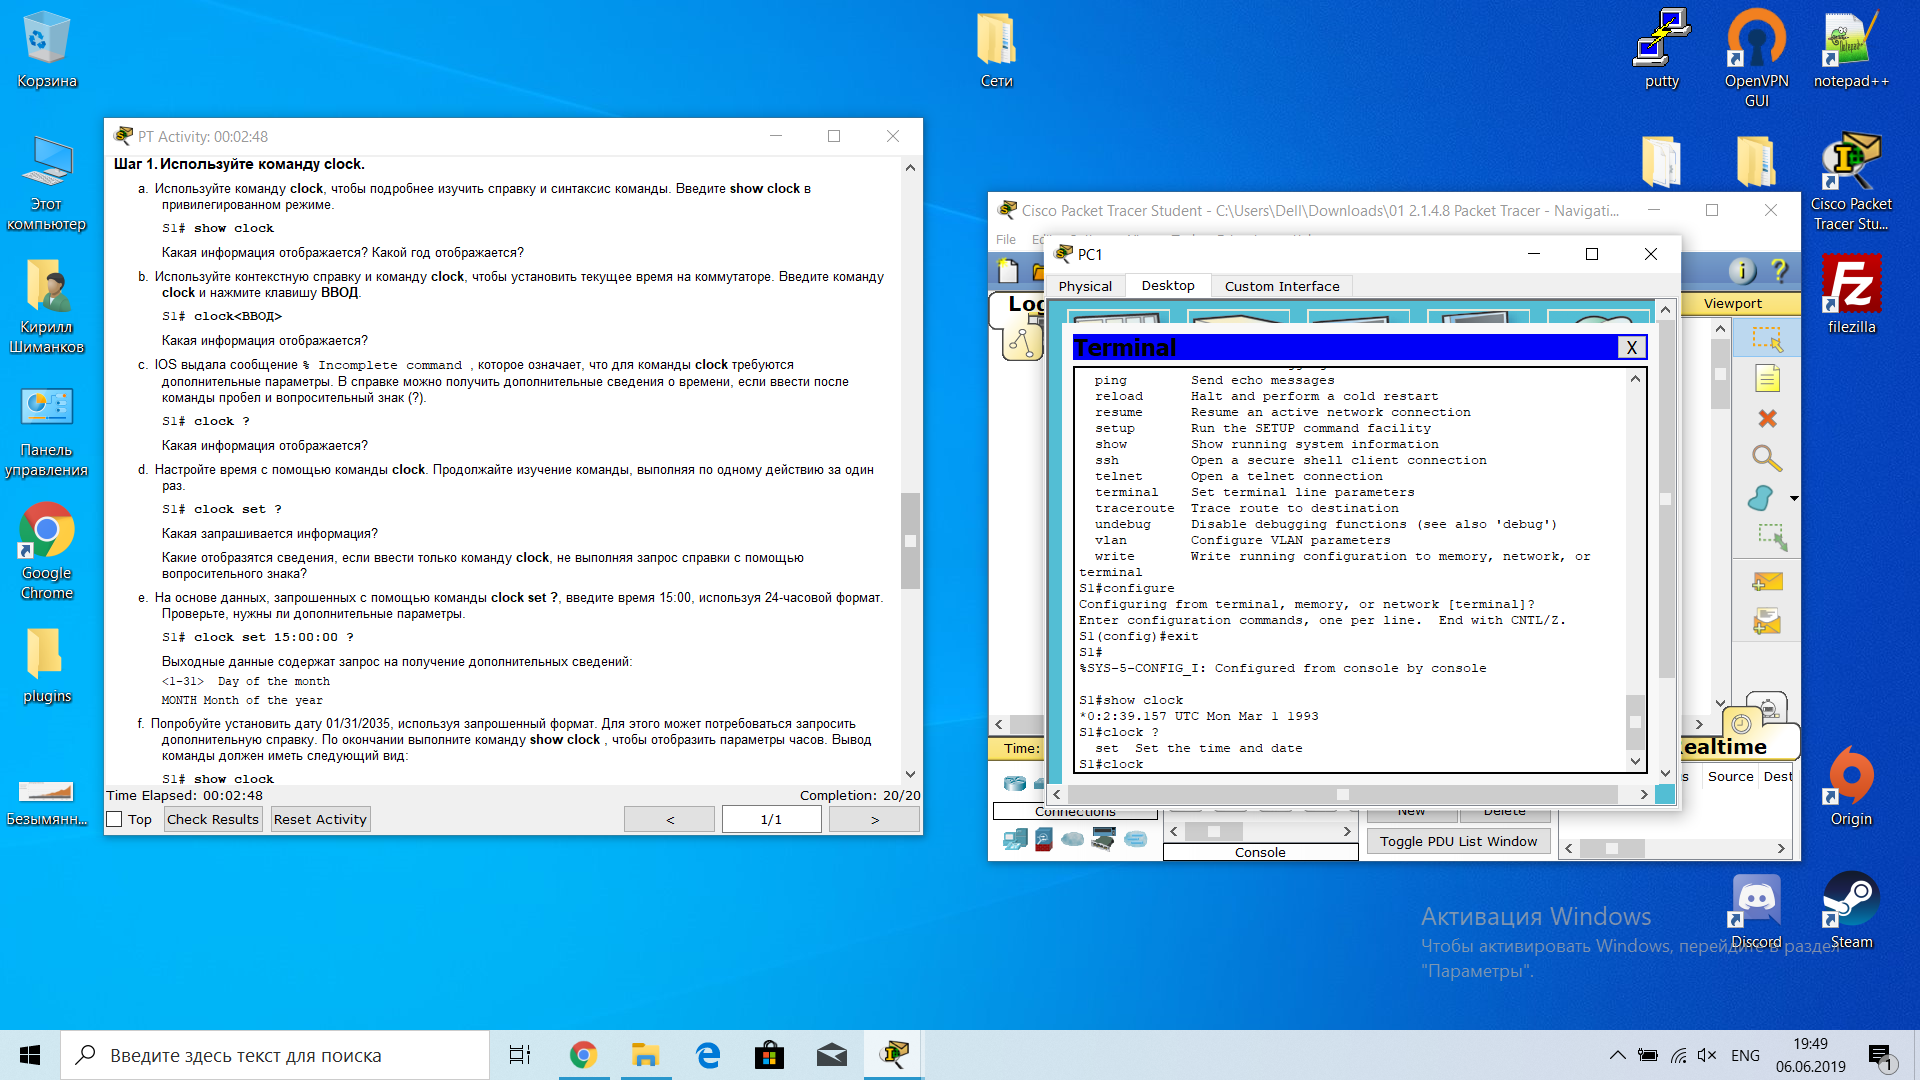 Корзина
Этот
компьютер
Кирилл
Шиманков
Панель
управления
Google
Chrome
plugins
Безымянн...
Сети
putty
OpenVPN
GUI
notepad++
Cisco Packet
Tracer Stu...
filezilla
Origin
Discord
Steam
PT Activity: 00:02:48
Шаг 1. Используйте команду clock.
a. Используйте команду clock, чтобы подробнее изучить справку и синтаксис команды. Введите show clock в
привилегированном режиме.
S1# show clock
Какая информация отображается? Какой год отображается?
b. Используйте контекстную справку и команду clock, чтобы установить текущее время на коммутаторе. Введите команду
clock и нажмите клавишу ВВОД.
S1# clock<ВВОД>
Какая информация отображается?
c. IOS выдала сообщение % Incomplete command , которое означает, что для команды clock требуются
дополнительные параметры. В справке можно получить дополнительные сведения о времени, если ввести после
команды пробел и вопросительный знак (?).
S1# clock ?
Какая информация отображается?
d. Настройте время с помощью команды clock. Продолжайте изучение команды, выполняя по одному действию за один
раз.
S1# clock set ?
Какая запрашивается информация?
Какие отобразятся сведения, если ввести только команду clock, не выполняя запрос справки с помощью
вопросительного знака?
e. На основе данных, запрошенных с помощью команды clock set ?, введите время 15:00, используя 24-часовой формат.
Проверьте, нужны ли дополнительные параметры.
S1# clock set 15:00:00 ?
Выходные данные содержат запрос на получение дополнительных сведений:
<1-31> Day of the month
MONTH Month of the year
f. Попробуйте установить дату 01/31/2035, используя запрошенный формат. Для этого может потребоваться запросить
дополнительную справку. По окончании выполните команду show clock , чтобы отобразить параметры часов. Вывод
команды должен иметь следующий вид:
S1# show clock
Time Elapsed: 00:02:48
Completion: 20/20
Top
Check Results
Reset Activity
<
1/1
>
Cisco Packet Tracer Student - C:\Users\Dell\Downloads\01 2.1.4.8 Packet Tracer - Navigati...
File
Viewport
PC1
Physical
Desktop
Custom Interface
Terminal
X
ping Send echo messages
reload Halt and perform a cold restart
resume Resume an active network connection
setup Run the SETUP command facility
show Show running system information
ssh Open a secure shell client connection
telnet Open a telnet connection
terminal Set terminal line parameters
traceroute Trace route to destination
undebug Disable debugging functions (see also 'debug')
vlan Configure VLAN parameters
write Write running configuration to memory, network, or
terminal
S1#configure
Configuring from terminal, memory, or network [terminal]?
Enter configuration commands, one per line. End with CNTL/Z.
S1(config)#exit
S1#
%SYS-5-CONFIG_I: Configured from console by console
S1#show clock
*0:2:39.157 UTC Mon Mar 1 1993
S1#clock ?
set Set the time and date
S1#clock
Time:
ealtime
Source
Dest
Connections
Console
New
Delete
Toggle PDU List Window
Активация Windows
Чтобы активировать Windows, перейдите в раздел
"Параметры".
Введите здесь текст для поиска
ENG
19:49
06.06.2019
1